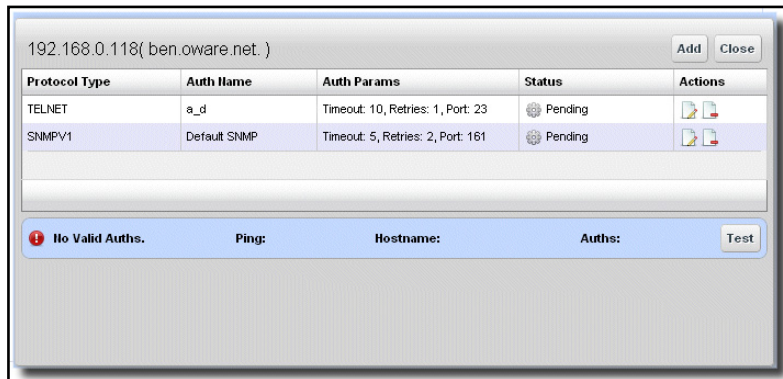 192.168.0.118( ben.oware.net. ) Add Close
Protocol Type Auth Name Auth Params Status Actions
TELNET a_d Timeout: 10, Retries: 1, Port: 23 Pending
SNMPV1 Default SNMP Timeout: 5, Retries: 2, Port: 161 Pending
No Valid Auths. Ping: Hostname: Auths: Test